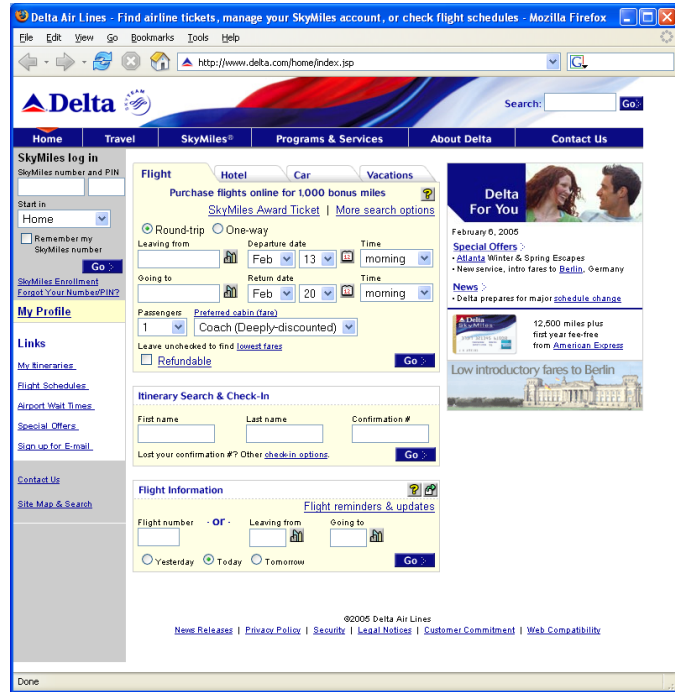 Delta Air Lines - Find airline tickets, manage your SkyMiles account, or check flight schedules - Mozilla Firefox
File Edit View Go Bookmarks Tools Help
http://www.delta.com/home/index.jsp
G
Delta
Search:
Go
Home Travel SkyMiles® Programs & Services About Delta Contact Us
SkyMiles log in
SkyMiles number and PIN
Start in
Home
Remember my
SkyMiles number
Go
SkyMiles Enrollment
Forgot Your Number/PIN?
My Profile
Links
My Itineraries
Flight Schedules
Airport Wait Times
Special Offers
Sign up for E-mail
Contact Us
Site Map & Search
Flight Hotel Car Vacations
Purchase flights online for 1,000 bonus miles ?
SkyMiles Award Ticket | More search options
Round-trip One-way
Leaving from Departure date Time
Feb 13 morning
Going to Return date Time
Feb 20 morning
Passengers Preferred cabin (fare)
1 Coach (Deeply-discounted)
Leave unchecked to find lowest fares
Refundable Go
Itinerary Search & Check-In
First name Last name Confirmation #
Lost your confirmation #? Other check-in options. Go
Flight Information ?
Flight reminders & updates
Flight number - or - Leaving from Going to
Yesterday Today Tomorrow Go
Delta
For You
February 6, 2005
Special Offers
• Atlanta Winter & Spring Escapes
• New service, intro fares to Berlin, Germany
News
• Delta prepares for major schedule change
Delta
SkyMiles
12,500 miles plus
first year fee-free
from American Express
Low introductory fares to Berlin
©2005 Delta Air Lines
News Releases | Privacy Policy | Security | Legal Notices | Customer Commitment | Web Compatibility
Done